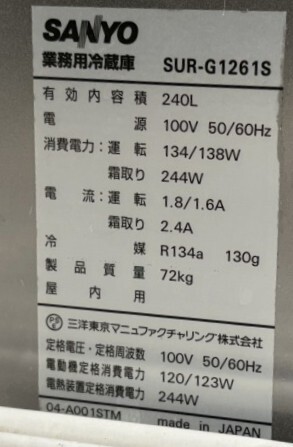 SANYO
業務用冷蔵庫 SUR-G1261S
有効内容積 240L
電源 100V 50/60Hz
消費電力:運転 134/138W
霜取り 244W
電流:運転 1.8/1.6A
霜取り 2.4A
冷媒 R134a 130g
製品質量 72kg
屋内用
三洋東京マニュファクチャリング株式会社
定格電圧・定格周波数 100V 50/60Hz
電動機定格消費電力 120/123W
電熱装置定格消費電力 244W
04-A001STM made in JAPAN